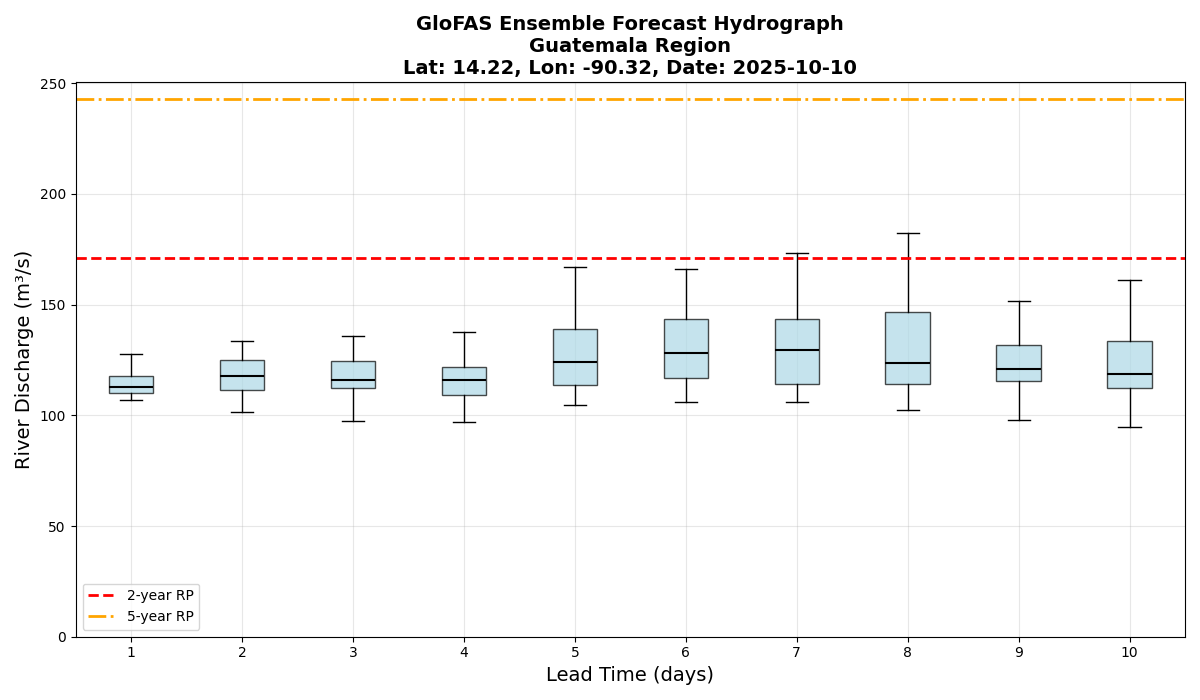 GloFAS Ensemble Forecast Hydrograph
Guatemala Region
Lat: 14.22, Lon: -90.32, Date: 2025-10-10
River Discharge (m³/s)
250
200
150
100
50
0
2-year RP
5-year RP
1 2 3 4 5 6 7 8 9 10
Lead Time (days)